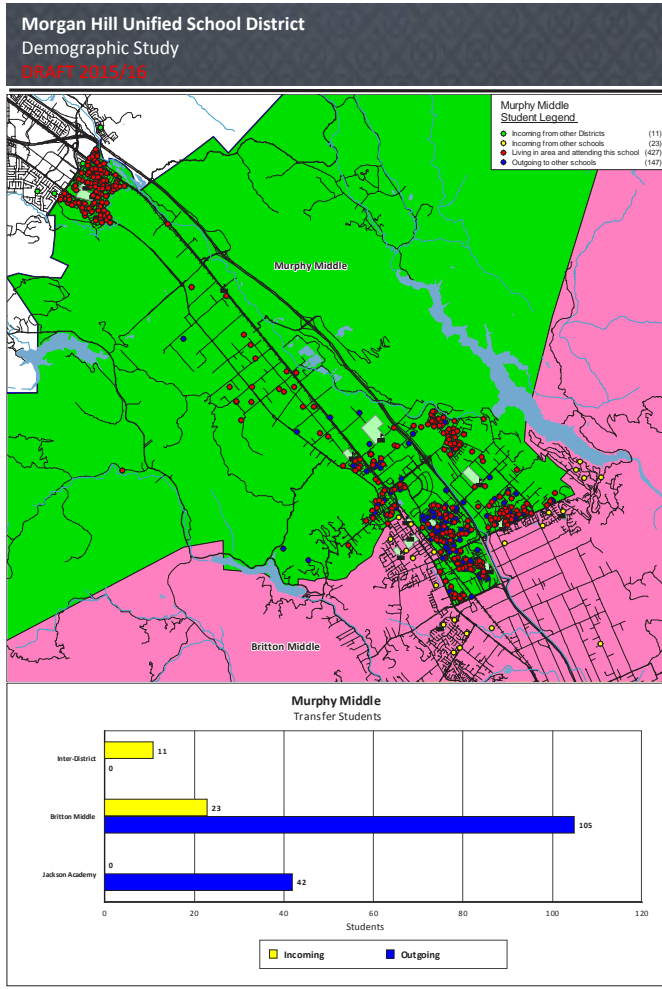 Morgan Hill Unified School District
Demographic Study
DRAFT 2015/16
Murphy Middle
Student Legend
Incoming from other Districts (11)
Incoming from other schools (23)
Living in area and attending this school (427)
Outgoing to other schools (147)
Murphy Middle
Britton Middle
Murphy Middle
Transfer Students
Inter-District
11
0
Britton Middle
23
105
Jackson Academy
0
42
0 20 40 60 80 100 120
Students
Incoming Outgoing